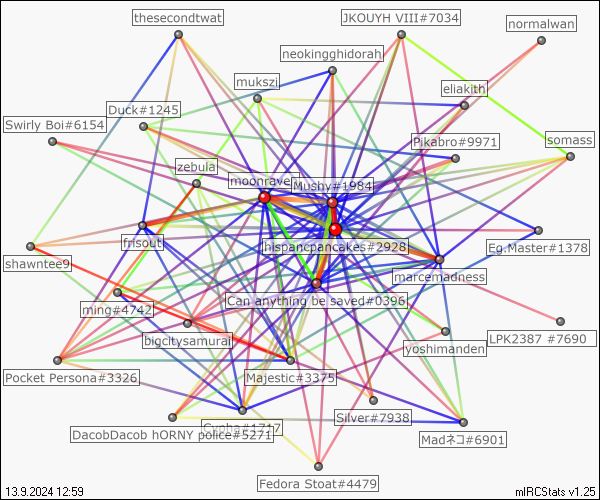 thesecondtwat
JKOUYH VIII#7034
normalwan
neokingghidorah
mukszi
eliakith
Duck#1245
Swirly Boi#6154
Pikabro#9971
somass
zebula
moonraven
Mushy#1984
frisout
hispancpancakes#2928
Eg.Master#1378
shawntee9
marcemadness
Can anything be saved#0396
ming#4742
bigcitysamurai
LPK2387 #7690
yoshimanden
Pocket Persona#3326
Majestic#3375
Silver#7938
Cypha#1717
DacobDacob hORNY police#5271
Madネコ#6901
Fedora Stoat#4479
13.9.2024 12:59
mIRCStats v1.25